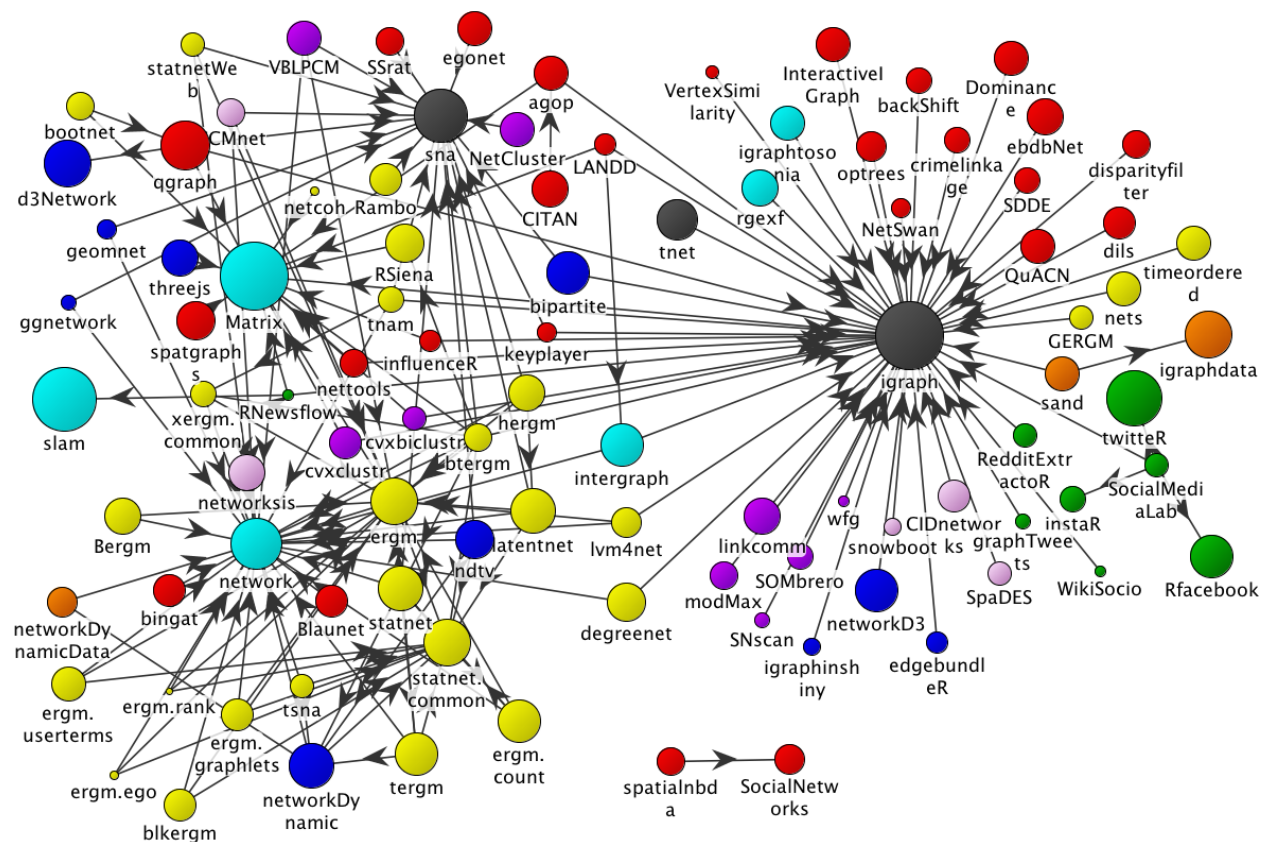 statnetWe
b
VBLPCM
SSrat
egonet
agop
VertexSimi
larity
InteractiveI
Graph
backShift
Dominanc
e
bootnet
CMnet
sna
NetCluster
LANDD
igraphtoso
nia
optrees
crimelinka
ge
ebdbNet
disparityfil
ter
d3Network
qgraph
netcoh
Rambo
CITAN
rgexf
NetSwan
SDDE
geomnet
threejs
RSiena
tnet
QuACN
dils
timeordere
d
ggnetwork
Matrix
tnam
bipartite
nets
spatgraph
s
influenceR
keyplayer
igraph
GERGM
igraphdata
slam
xergm.
common
RNewsflow
nettools
cvxbiclustr
hergm
sand
twitteR
networksis
cvxclustr
btergm
intergraph
RedditExtr
actoR
SocialMedi
aLab
Bergm
network
ergm
ndtv
latentnet
lvm4net
linkcomm
wfg
snowboot
CIDnetwor
ks
graphTwee
ts
instaR
Rfacebook
networkDy
namicData
bingat
Blaunet
statnet
degreenet
modMax
SOMbrero
networkD3
SpaDES
WikiSocio
ergm.
userterms
ergm.rank
ergm.
graphlets
tsna
statnet.
common
SNscan
igraphinsh
iny
edgebundl
eR
ergm.ego
blkergm
networkDy
namic
tergm
ergm.
count
spatialnbd
a
SocialNetw
orks